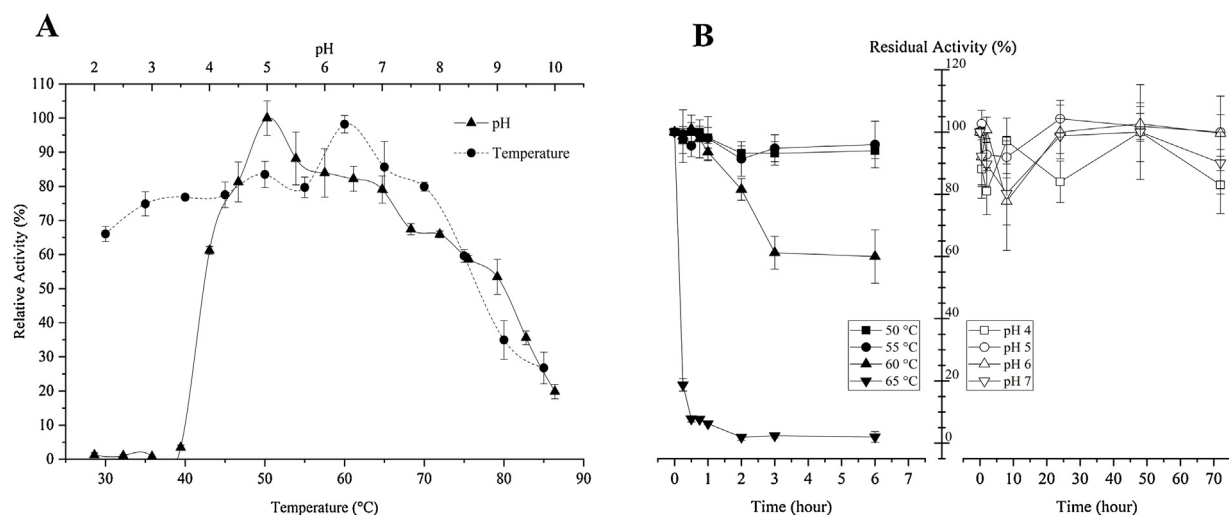 A
pH
2 3 4 5 6 7 8 9 10
110
100
90
80
70
60
50
40
30
20
10
0
Relative Activity (%)
pH
Temperature
30 40 50 60 70 80 90
Temperature (°C)
B
Residual Activity (%)
120
100
80
60
40
20
0
50 °C
55 °C
60 °C
65 °C
pH 4
pH 5
pH 6
pH 7
0 1 2 3 4 5 6 7
Time (hour)
0 10 20 30 40 50 60 70
Time (hour)